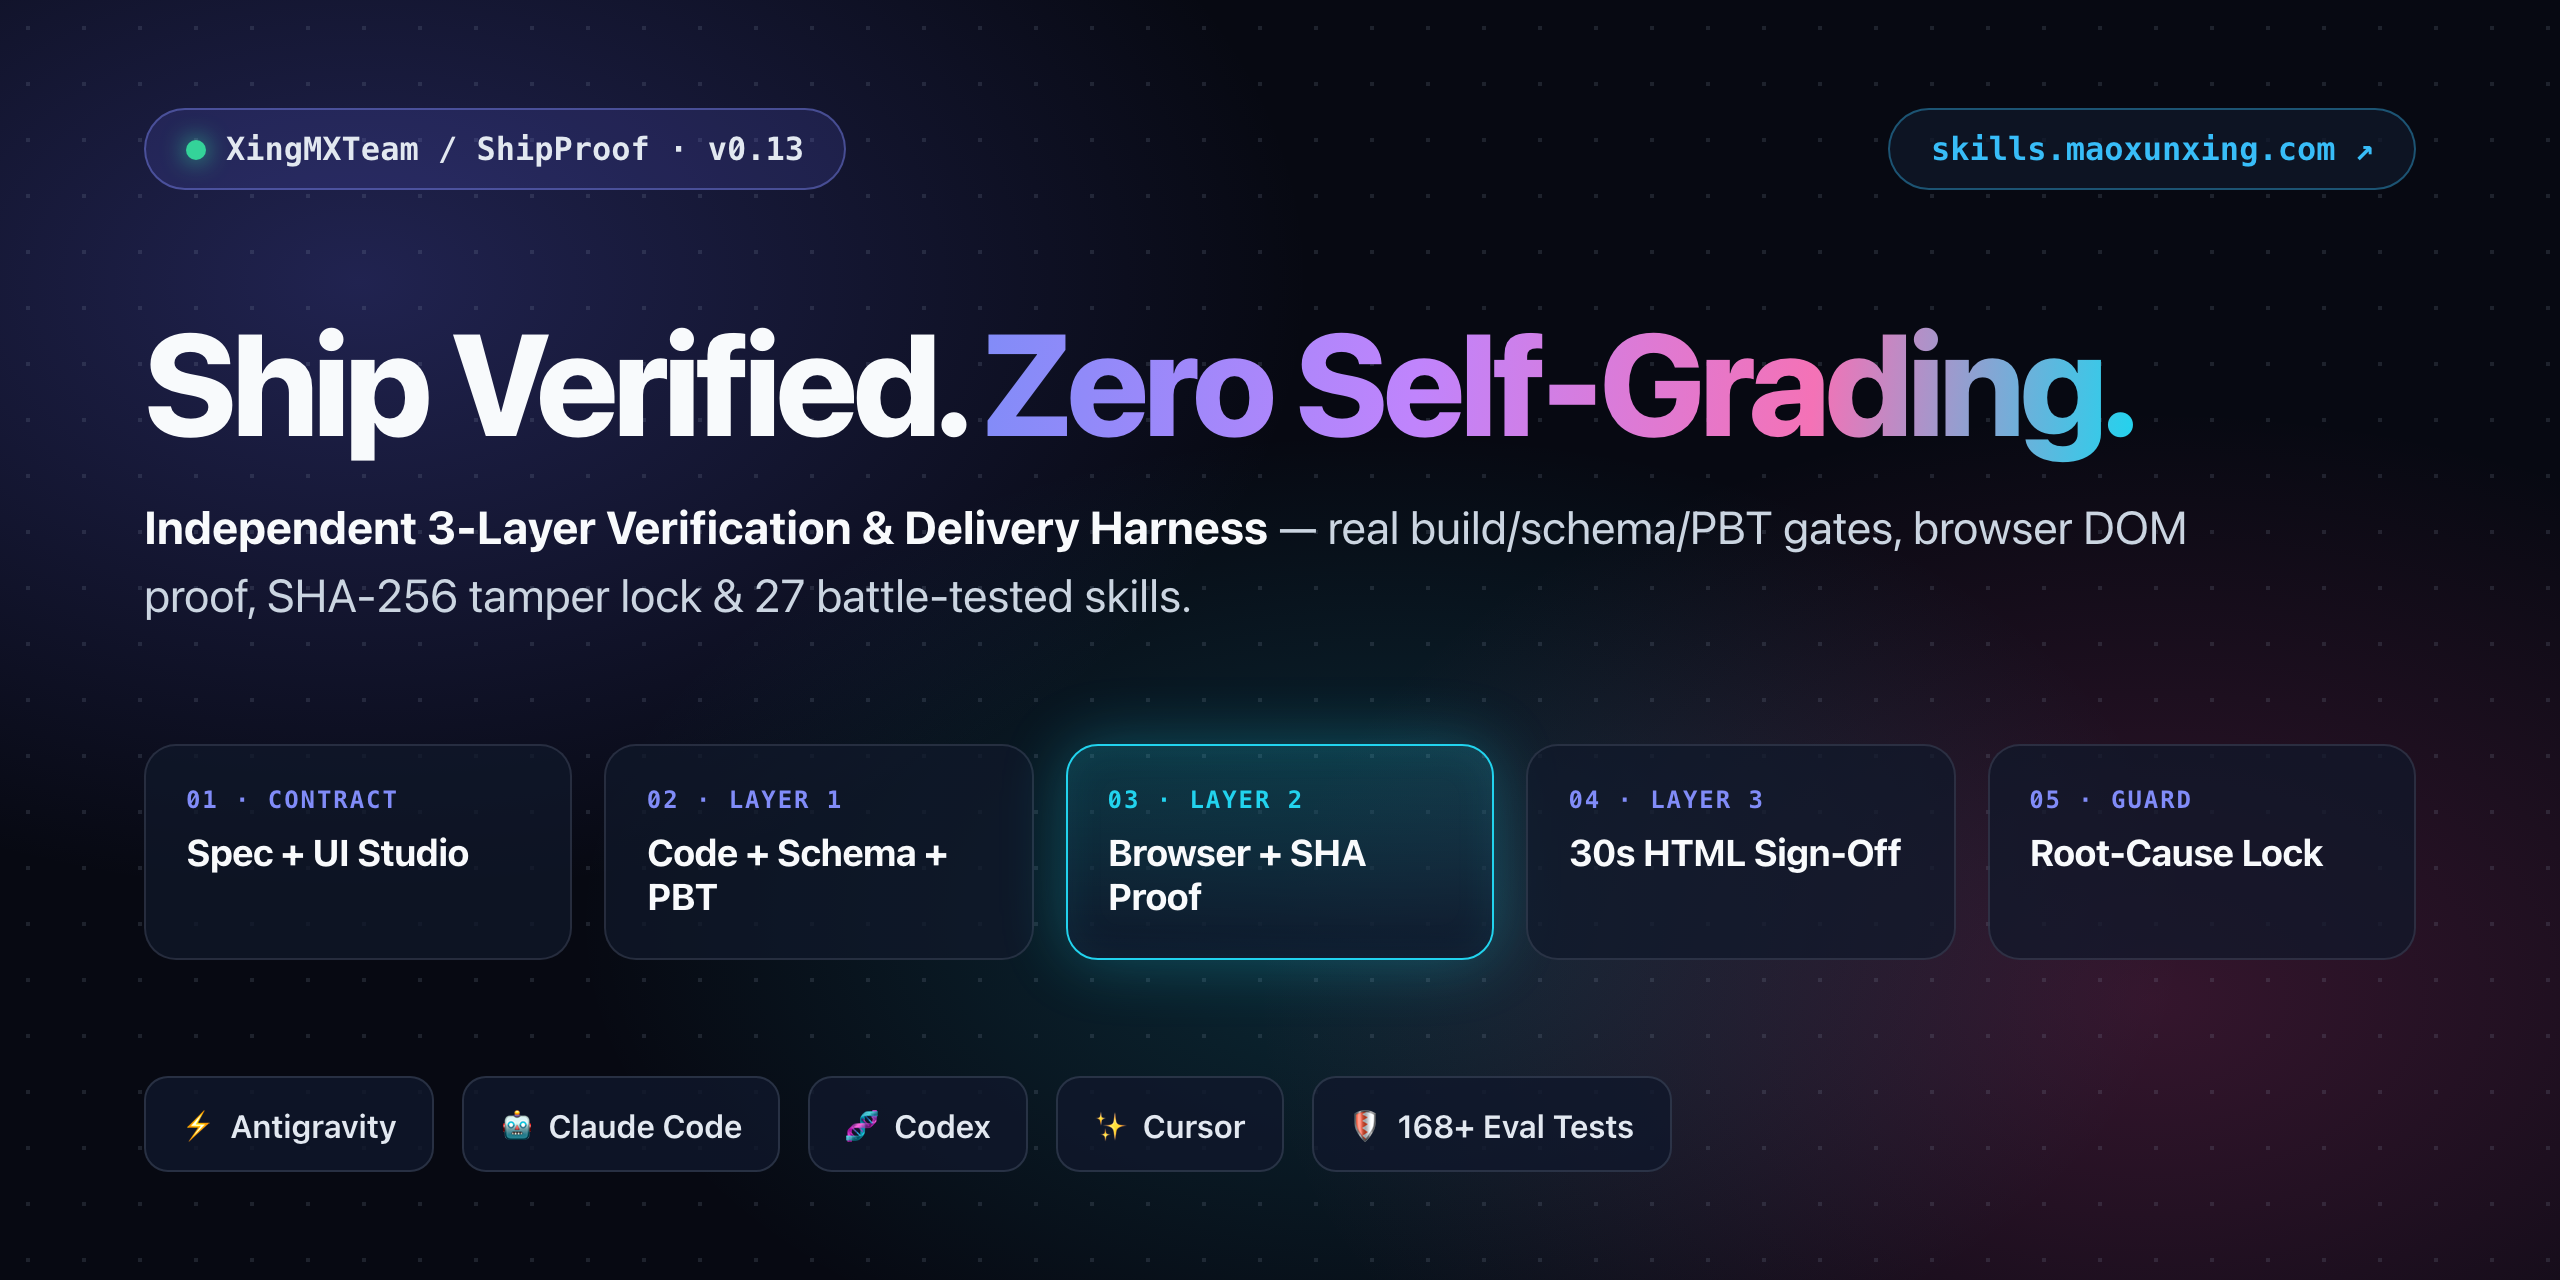 XingMXTeam / ShipProof · v0.13
skills.maoxunxing.com ↗
Ship Verified. Zero Self-Grading.
Independent 3-Layer Verification & Delivery Harness — real build/schema/PBT gates, browser DOM
proof, SHA-256 tamper lock & 27 battle-tested skills.
01 · CONTRACT
Spec + UI Studio
02 · LAYER 1
Code + Schema +
PBT
03 · LAYER 2
Browser + SHA
Proof
04 · LAYER 3
30s HTML Sign-Off
05 · GUARD
Root-Cause Lock
⚡ Antigravity
🤖 Claude Code
🧬 Codex
✨ Cursor
🛡️ 168+ Eval Tests